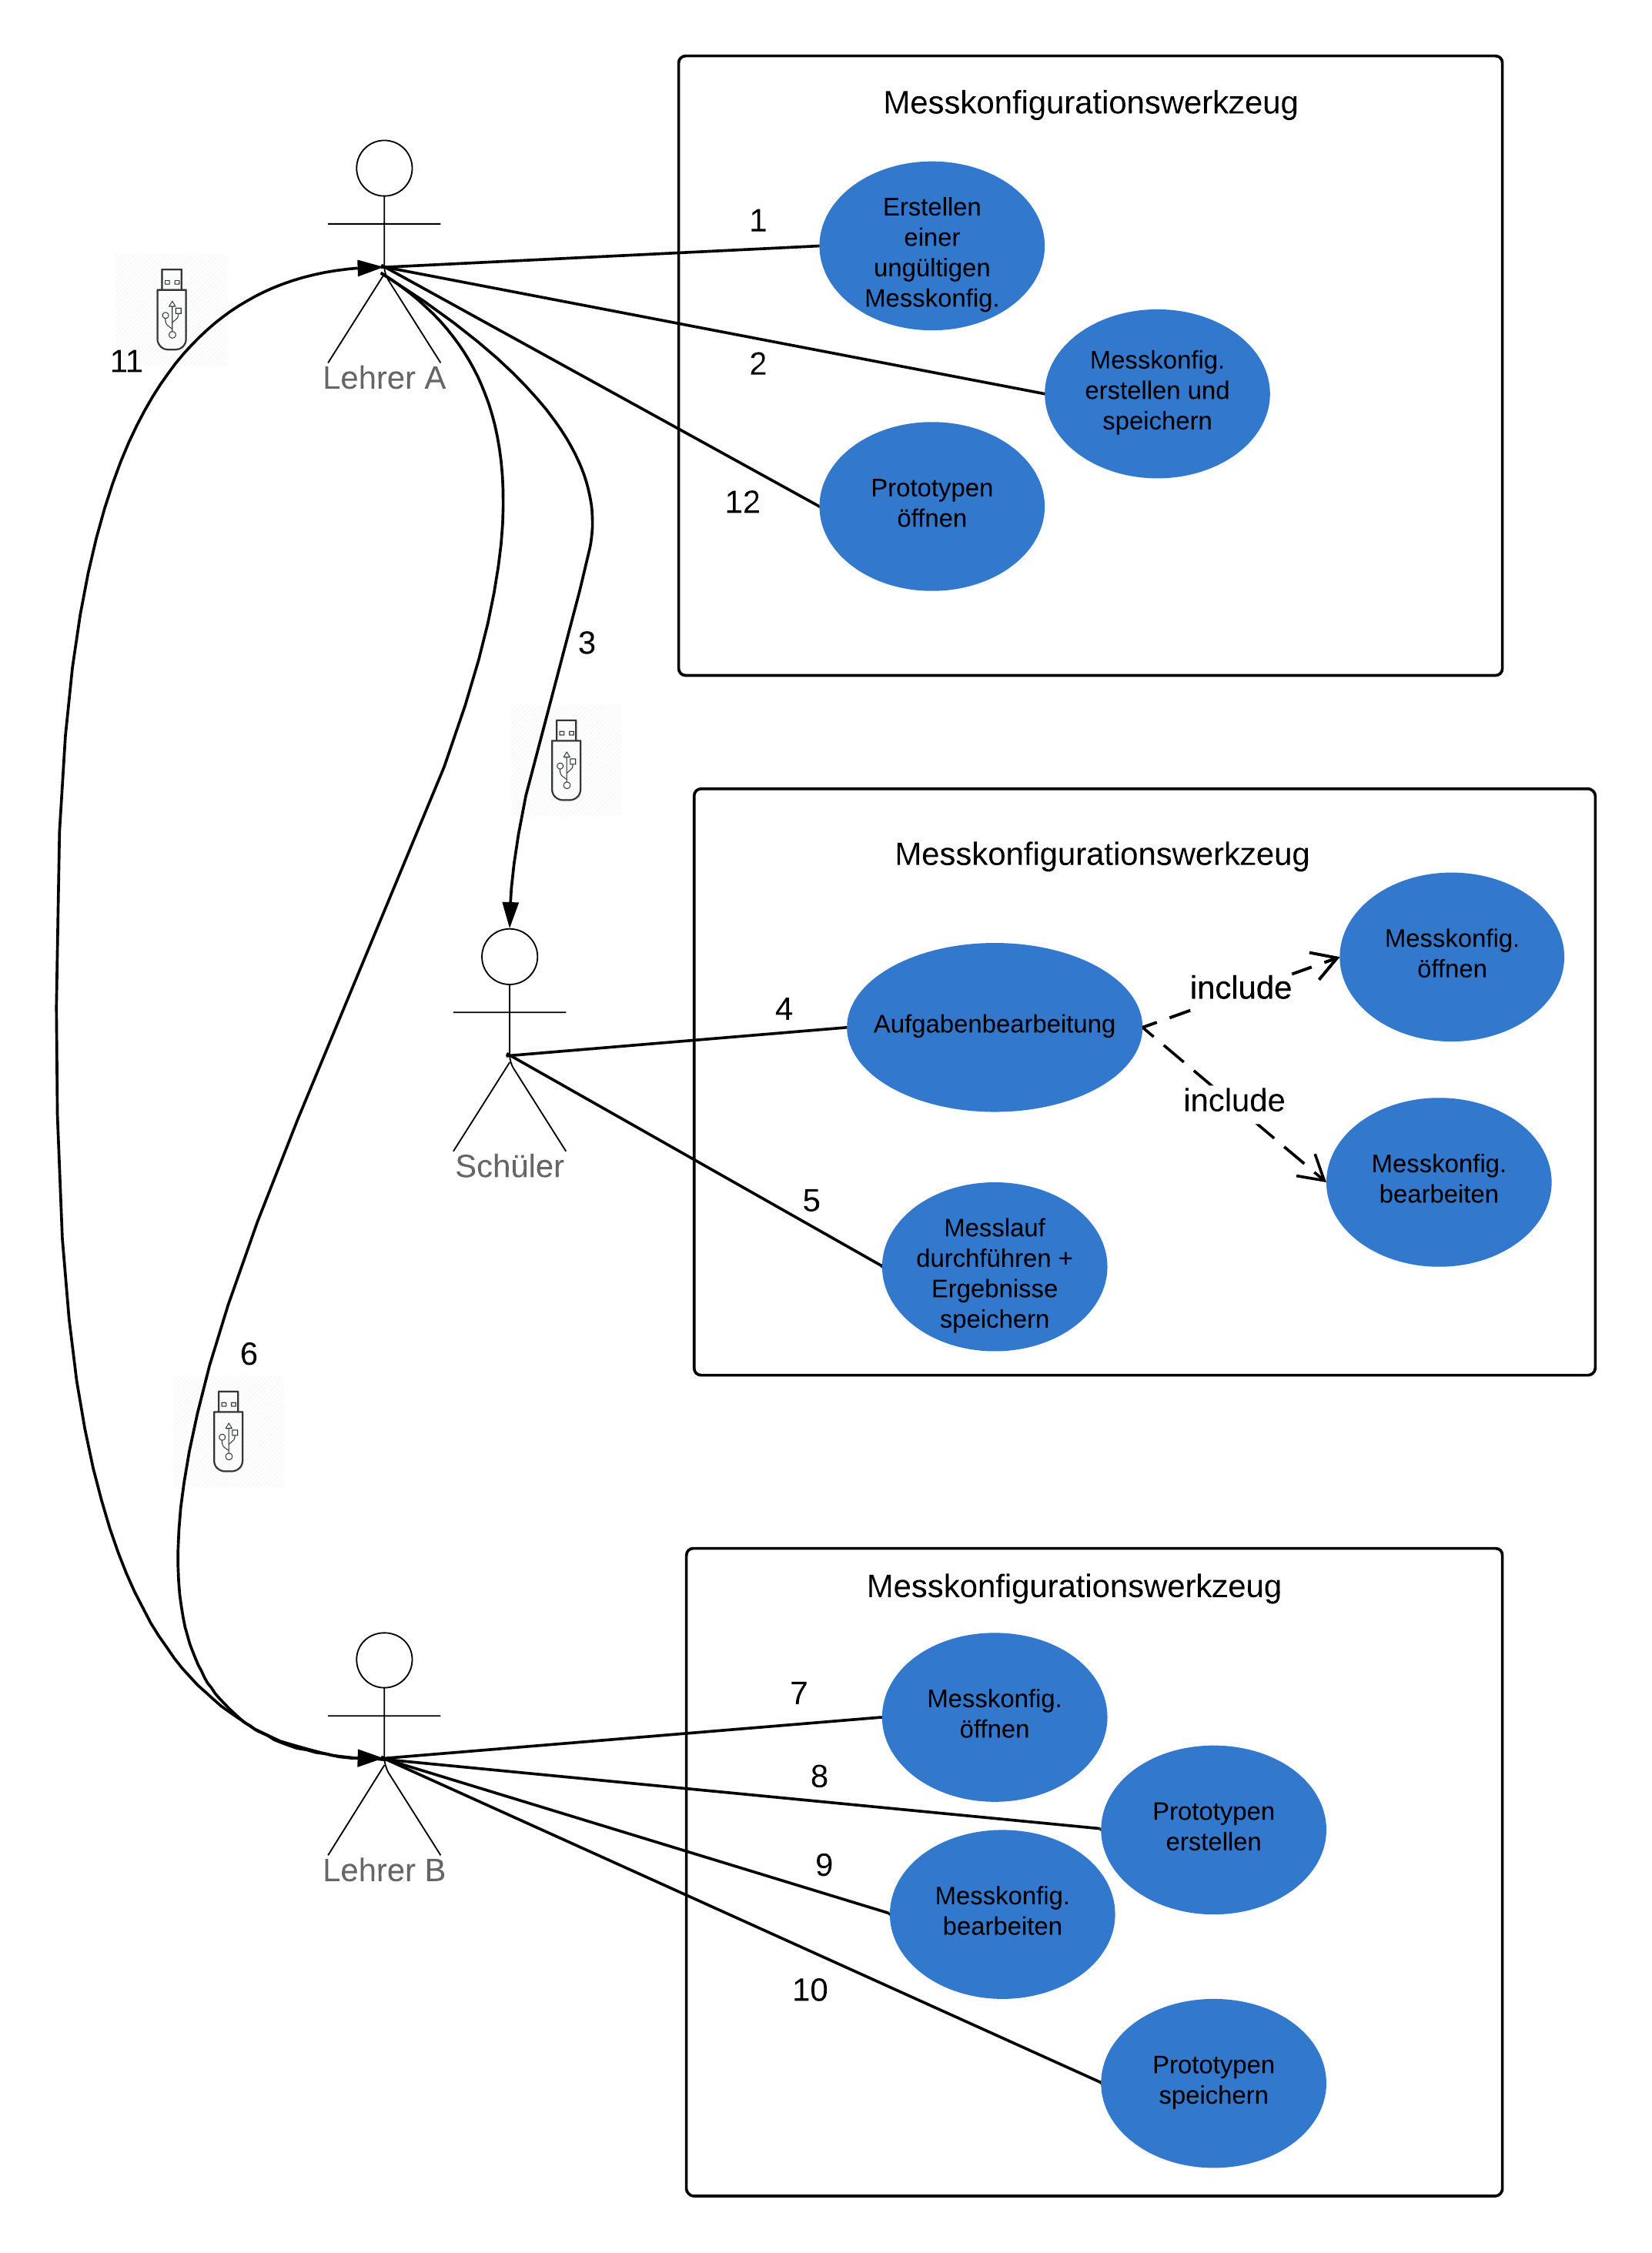 Messkonfigurationswerkzeug
1
Erstellen
einer
ungültigen
Messkonfig.
11
2
Messkonfig.
erstellen und
speichern
Lehrer A
12
Prototypen
öffnen
3
Messkonfigurationswerkzeug
Messkonfig.
öffnen
include
4
Aufgabenbearbeitung
include
Schüler
Messkonfig.
bearbeiten
5
Messlauf
durchführen +
Ergebnisse
speichern
6
Messkonfigurationswerkzeug
7
Messkonfig.
öffnen
8
Prototypen
erstellen
Lehrer B
9
Messkonfig.
bearbeiten
10
Prototypen
speichern